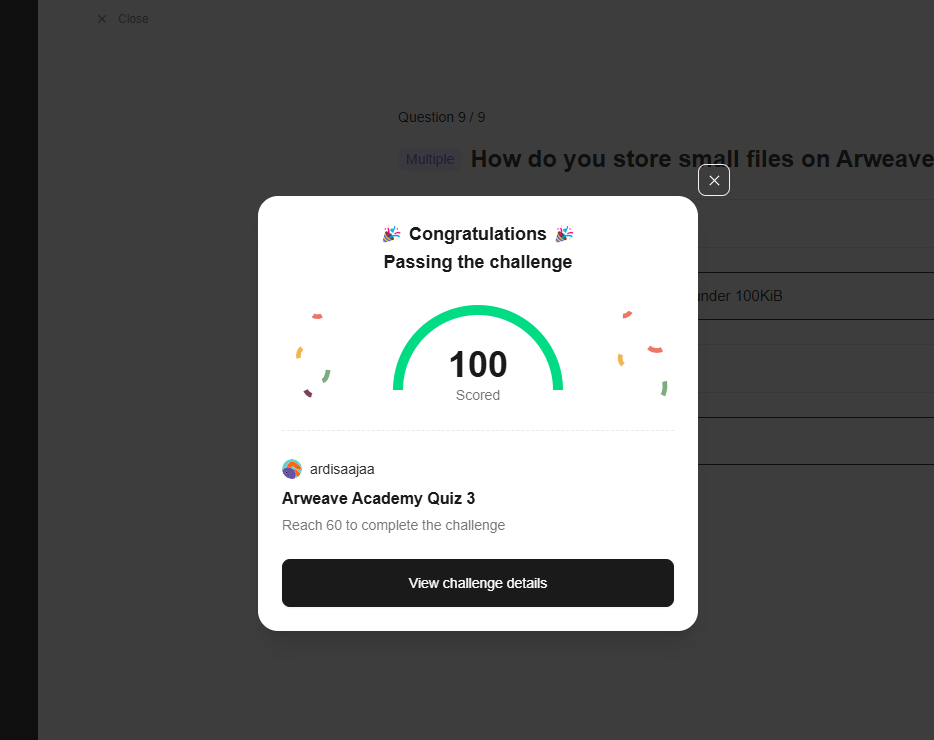 Close
Question 9 / 9
Multiple How do you store small files on Arweave
under 100KiB
Congratulations
Passing the challenge
100
Scored
ardisaajaa
Arweave Academy Quiz 3
Reach 60 to complete the challenge
View challenge details